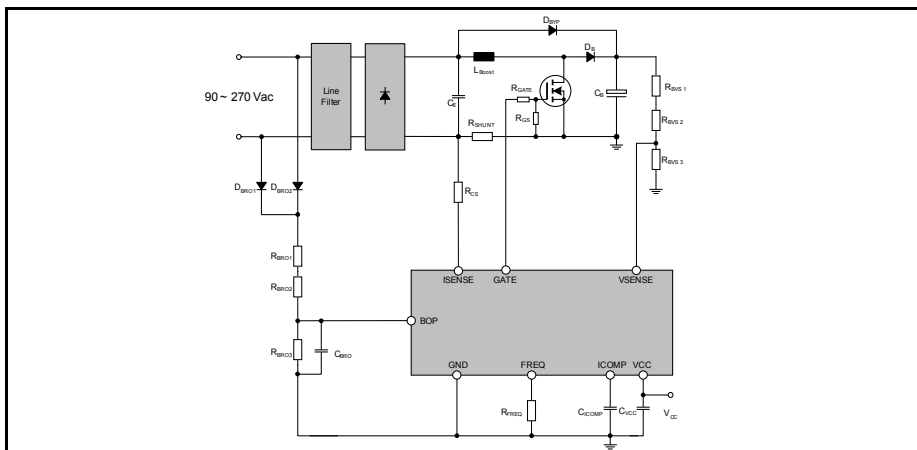 DBYP
DB
LBoost
90 ~ 270 Vac
Line
Filter
CE
RGATE
RGS
CB
RBVS 1
RBVS 2
RBVS 3
RSHUNT
DBRO1
DBRO2
RCS
RBRO1
RBRO2
ISENSE
GATE
VSENSE
BOP
RBRO3
CBRO
GND
FREQ
ICOMP
VCC
RFREQ
CICOMP
CVCC
VCC